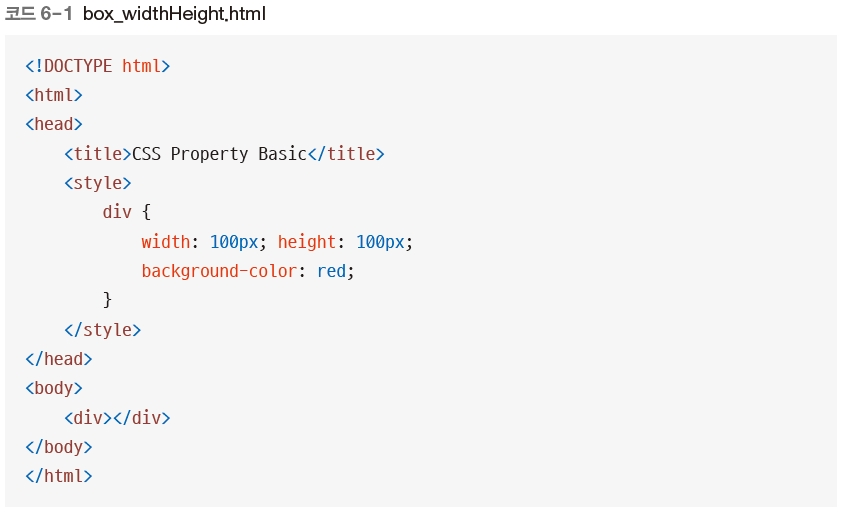 코드 6-1 box_widthHeight.html
<!DOCTYPE html>
<html>
<head>
    <title>CSS Property Basic</title>
    <style>
        div {
            width: 100px; height: 100px;
            background-color: red;
        }
    </style>
</head>
<body>
    <div></div>
</body>
</html>